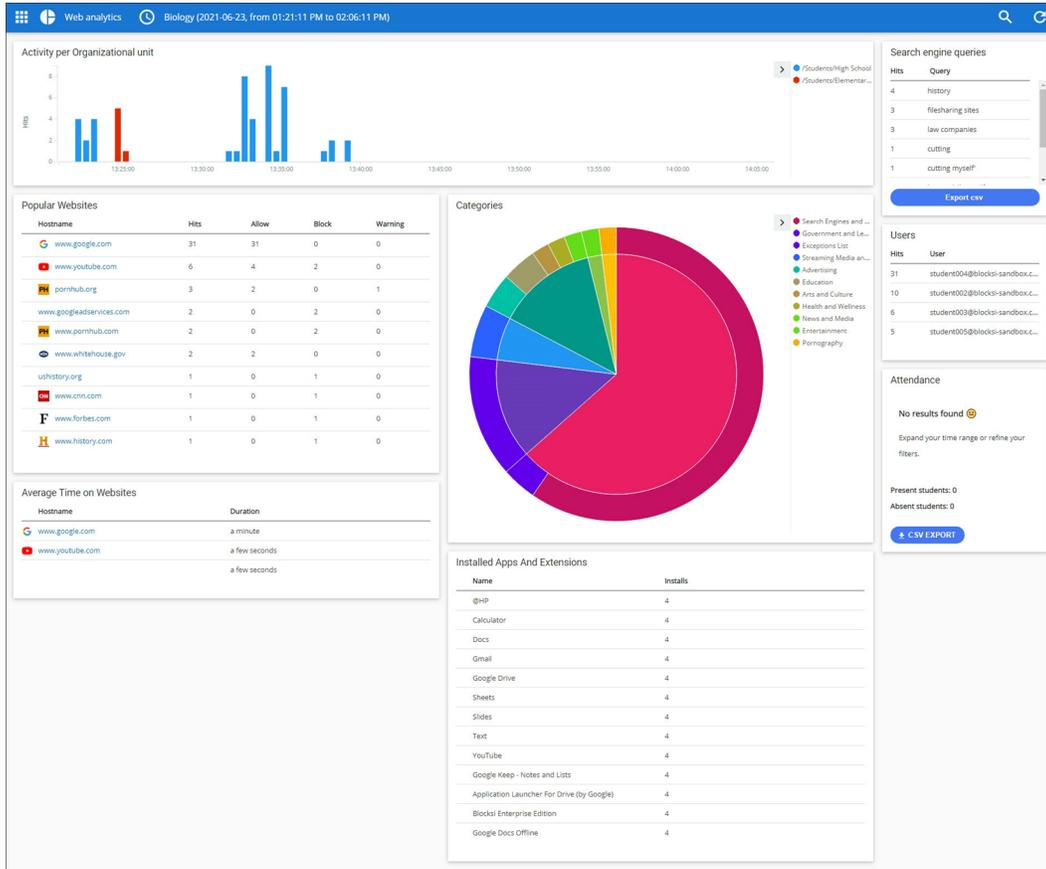 Web analytics
Biology (2021-06-23, from 01:21:11 PM to 02:06:11 PM)
Activity per Organizational unit
Hits
8
6
4
2
0
13:25:00 13:30:00 13:35:00 13:40:00 13:45:00 13:50:00 13:55:00 14:00:00 14:05:00
/Students/High School
/Students/Elementar...
Search engine queries
Hits Query
4 history
3 filesharing sites
3 law companies
1 cutting
1 cutting myself'
Export csv
Popular Websites
Hostname Hits Allow Block Warning
www.google.com 31 31 0 0
www.youtube.com 6 4 2 0
PH pornhub.org 3 2 0 1
www.googleadservices.com 2 0 2 0
PH www.pornhub.com 2 0 2 0
www.whitehouse.gov 2 2 0 0
ushistory.org 1 0 1 0
CNN www.cnn.com 1 0 1 0
F www.forbes.com 1 0 1 0
H www.history.com 1 0 1 0
Categories
Search Engines and ...
Government and Le...
Exceptions List
Streaming Media an...
Advertising
Education
Arts and Culture
Health and Wellness
News and Media
Entertainment
Pornography
Users
Hits User
31 student004@blocksi-sandbox.c...
10 student002@blocksi-sandbox.c...
6 student003@blocksi-sandbox.c...
5 student005@blocksi-sandbox.c...
Attendance
No results found
Expand your time range or refine your
filters.
Present students: 0
Absent students: 0
CSV EXPORT
Average Time on Websites
Hostname Duration
www.google.com a minute
www.youtube.com a few seconds
a few seconds
Installed Apps And Extensions
Name Installs
@HP 4
Calculator 4
Docs 4
Gmail 4
Google Drive 4
Sheets 4
Slides 4
Text 4
YouTube 4
Google Keep - Notes and Lists 4
Application Launcher For Drive (by Google) 4
Blocksi Enterprise Edition 4
Google Docs Offline 4